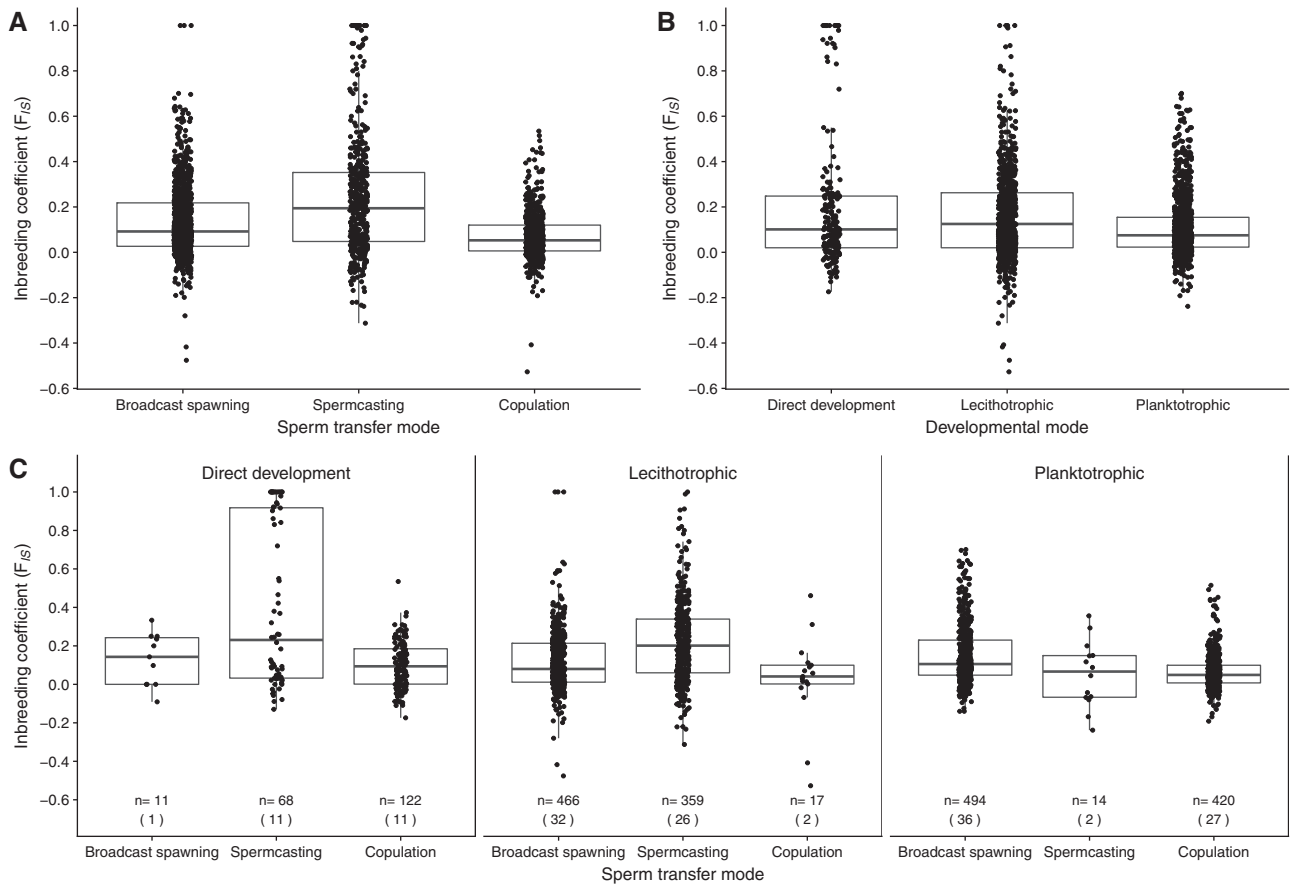 A
Inbreeding coefficient (FIS)
1.0
0.8
0.6
0.4
0.2
0.0
−0.2
−0.4
−0.6
Broadcast spawning Spermcasting Copulation
Sperm transfer mode
B
Inbreeding coefficient (FIS)
1.0
0.8
0.6
0.4
0.2
0.0
−0.2
−0.4
−0.6
Direct development Lecithotrophic Planktotrophic
Developmental mode
C
Direct development Lecithotrophic Planktotrophic
Inbreeding coefficient (FIS)
1.0
0.8
0.6
0.4
0.2
0.0
−0.2
−0.4
−0.6
n= 11 n= 68 n= 122 n= 466 n= 359 n= 17 n= 494 n= 14 n= 420
( 1 ) ( 11 ) ( 11 ) ( 32 ) ( 26 ) ( 2 ) ( 36 ) ( 2 ) ( 27 )
Broadcast spawning Spermcasting Copulation Broadcast spawning Spermcasting Copulation Broadcast spawning Spermcasting Copulation
Sperm transfer mode